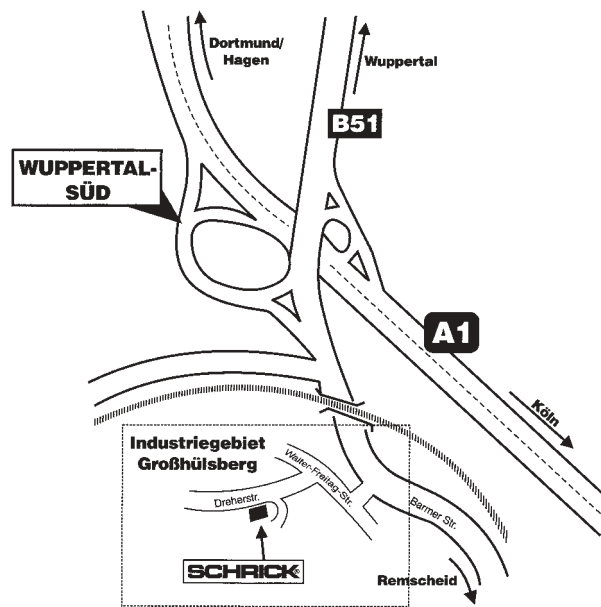 Dortmund/
Hagen
Wuppertal
B51
WUPPERTAL-
SÜD
A1
Köln
Industriegebiet
Großhülsberg
Walter-Freitag-Str.
Dreherstr.
Barmer Str.
SCHRICK®
Remscheid